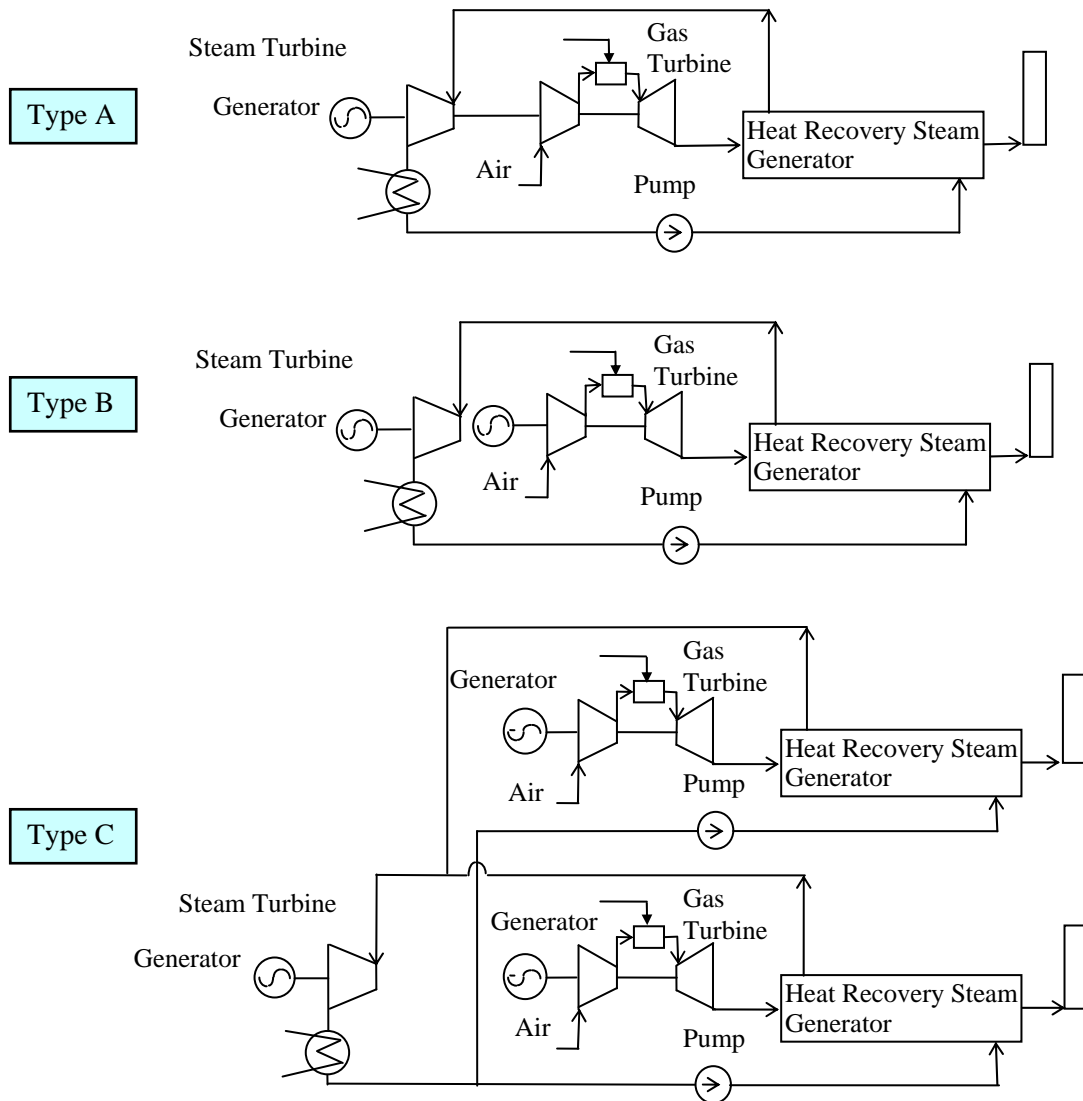 Gas
Turbine
Steam Turbine
Generator
Type A
Heat Recovery Steam
Generator
Air
Pump
Gas
Turbine
Steam Turbine
Type B
Generator
Heat Recovery Steam
Generator
Air
Pump
Gas
Turbine
Generator
Heat Recovery Steam
Generator
Air
Pump
Type C
Steam Turbine
Gas
Turbine
Generator
Generator
Heat Recovery Steam
Generator
Air
Pump